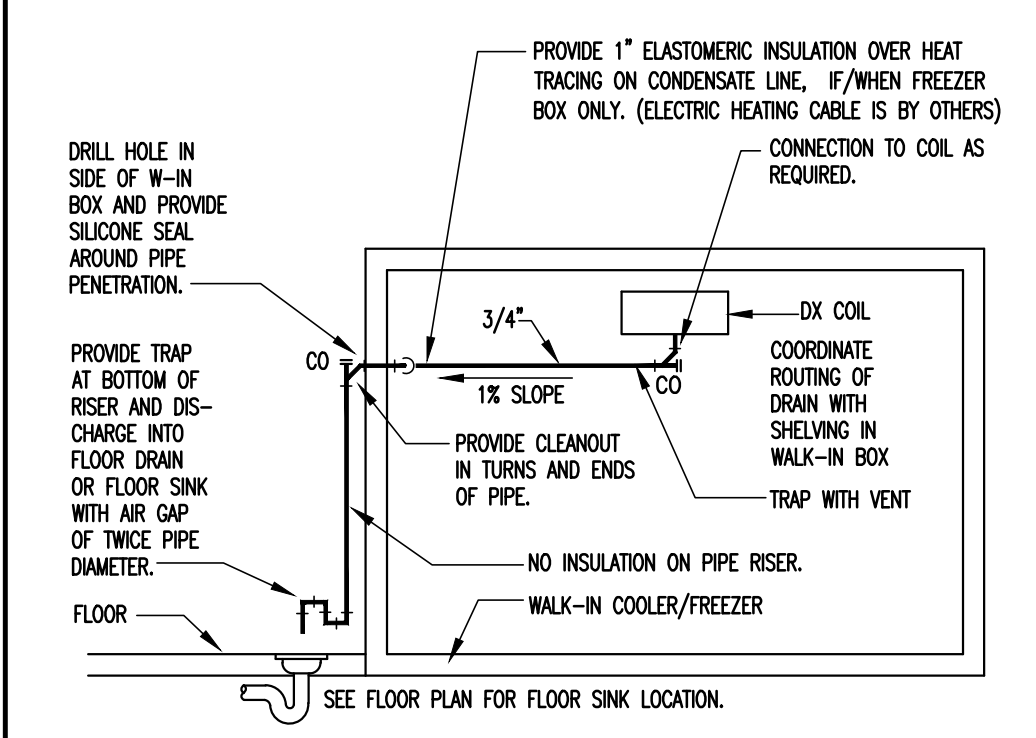 PROVIDE 1" ELASTOMERIC INSULATION OVER HEAT
TRACING ON CONDENSATE LINE, IF/WHEN FREEZER
BOX ONLY. (ELECTRIC HEATING CABLE IS BY OTHERS)
CONNECTION TO COIL AS
REQUIRED.
DRILL HOLE IN
SIDE OF W-IN
BOX AND PROVIDE
SILICONE SEAL
AROUND PIPE
PENETRATION.
3/4"
DX COIL
CO
CO
1% SLOPE
COORDINATE
ROUTING OF
DRAIN WITH
SHELVING IN
WALK-IN BOX
PROVIDE TRAP
AT BOTTOM OF
RISER AND DIS-
CHARGE INTO
FLOOR DRAIN
OR FLOOR SINK
WITH AIR GAP
OF TWICE PIPE
DIAMETER.
PROVIDE CLEANOUT
IN TURNS AND ENDS
OF PIPE.
TRAP WITH VENT
NO INSULATION ON PIPE RISER.
WALK-IN COOLER/FREEZER
FLOOR
SEE FLOOR PLAN FOR FLOOR SINK LOCATION.